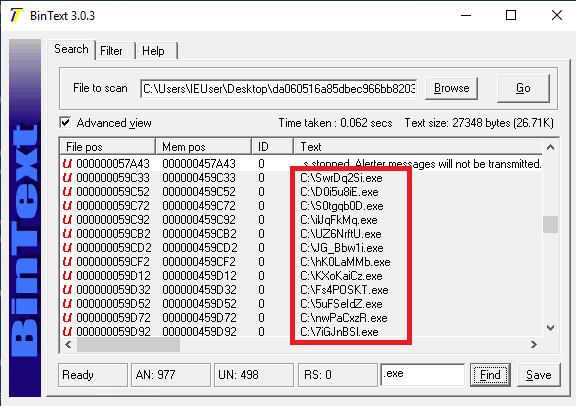 BinText 3.0.3
Search Filter Help
File to scan C:\Users\IEUser\Desktop\da060516a85dbec966bb8203 Browse Go
Advanced view Time taken : 0.062 secs Text size: 27348 bytes (26.71K)
File pos Mem pos ID Text
U 000000057A43 000000457A43 0 s stopped. Alerter messages will not be transmitted.
U 000000059C33 000000459C33 0 C:\SwrDq2Si.exe
U 000000059C52 000000459C52 0 C:\D0i5u8iE.exe
U 000000059C72 000000459C72 0 C:\S0tgqb0D.exe
U 000000059C92 000000459C92 0 C:\iIJqFkMq.exe
U 000000059CB2 000000459CB2 0 C:\UZ6NrftU.exe
U 000000059CD2 000000459CD2 0 C:\JG_Bbw1i.exe
U 000000059CF2 000000459CF2 0 C:\hK0LaMMb.exe
U 000000059D12 000000459D12 0 C:\KXoKaiCz.exe
U 000000059D32 000000459D32 0 C:\Fs4POSKT.exe
U 000000059D52 000000459D52 0 C:\5uFSeIdZ.exe
U 000000059D72 000000459D72 0 C:\nwPaCxzR.exe
U 000000059D92 000000459D92 0 C:\7iGJnBSI.exe
Ready AN: 977 UN: 498 RS: 0 .exe Find Save
BinText